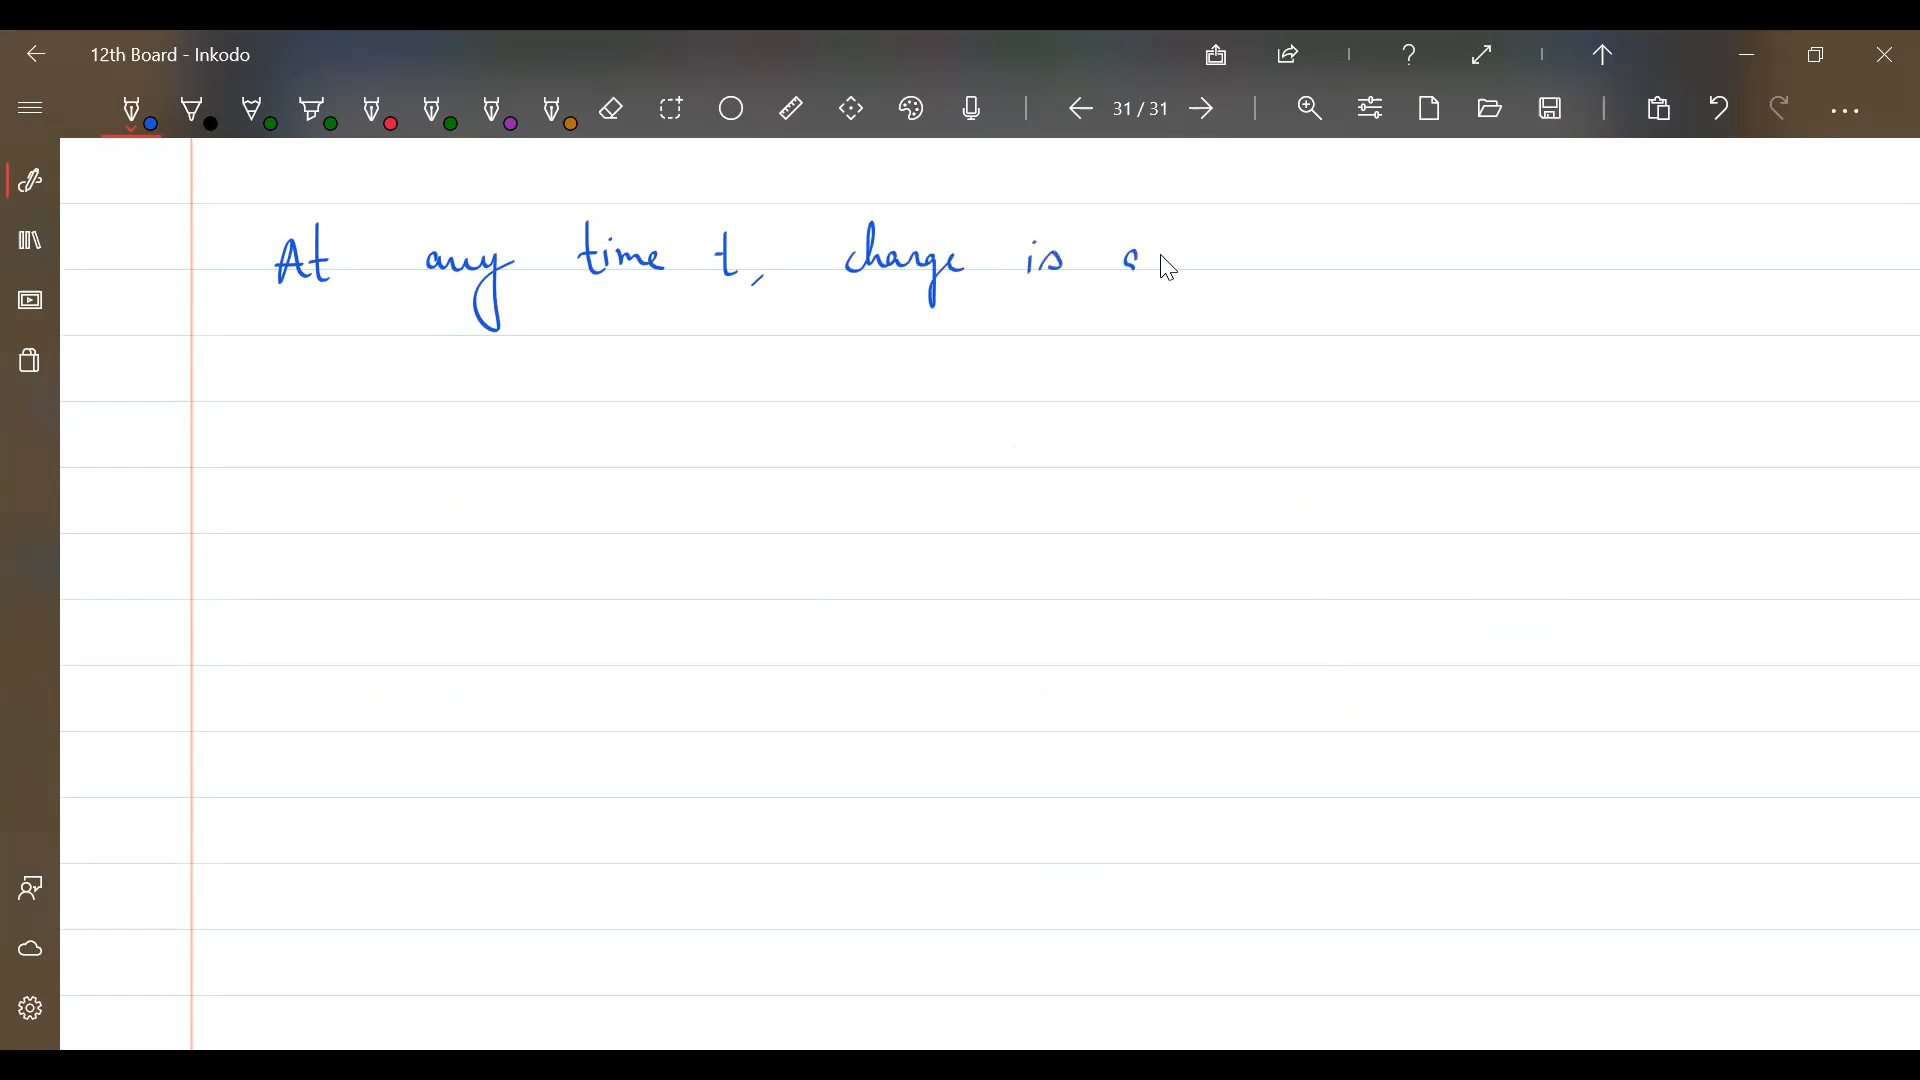 12th Board - Inkodo
31 / 31
At any time t, charge is